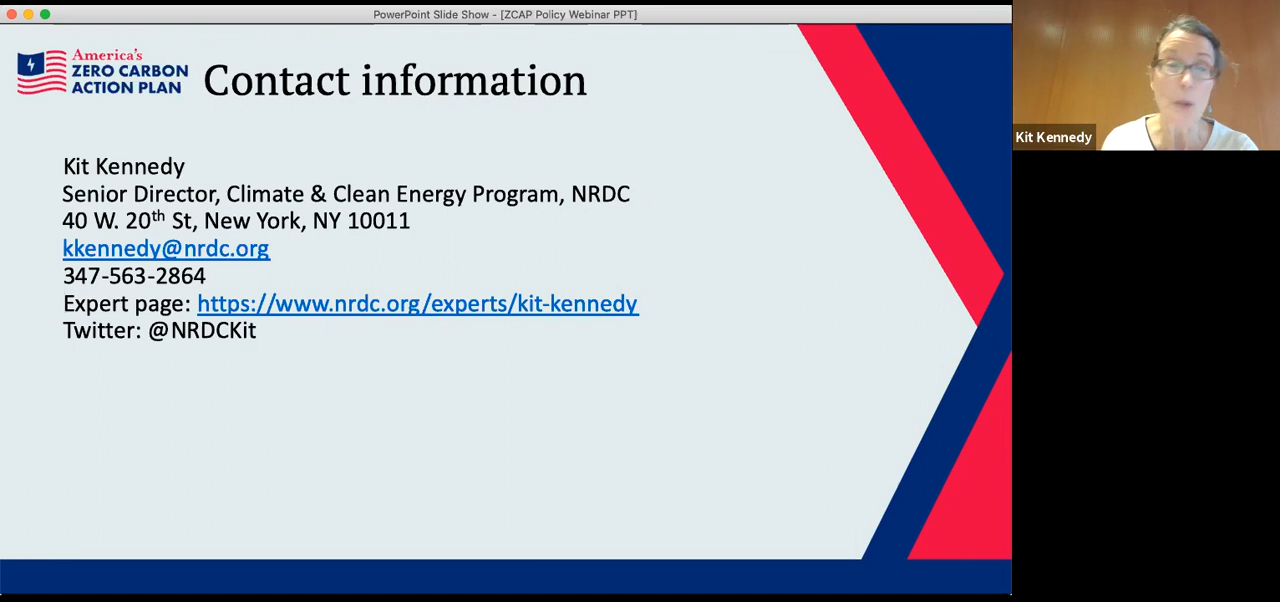 PowerPoint Slide Show - [ZCAP Policy Webinar PPT]
America's
ZERO CARBON
ACTION PLAN
Contact information
Kit Kennedy
Senior Director, Climate & Clean Energy Program, NRDC
40 W. 20th St, New York, NY 10011
kkennedy@nrdc.org
347-563-2864
Expert page: https://www.nrdc.org/experts/kit-kennedy
Twitter: @NRDCKit
Kit Kennedy